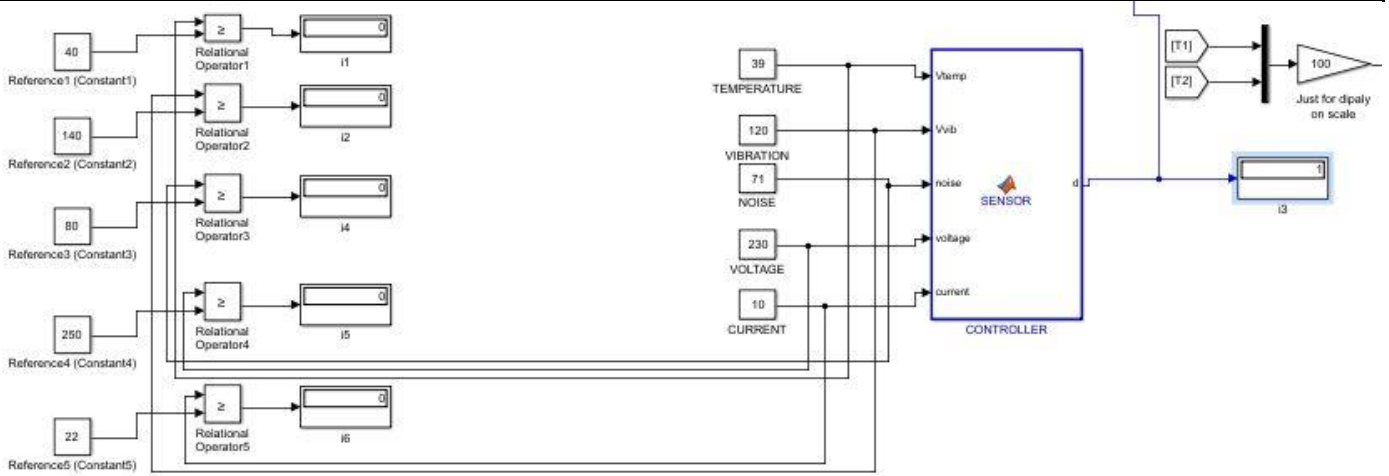 40
Reference1 (Constant1)
≥
Relational
Operator1
0
i1
140
Reference2 (Constant2)
≥
Relational
Operator2
0
i2
80
Reference3 (Constant3)
≥
Relational
Operator3
0
i4
250
Reference4 (Constant4)
≥
Relational
Operator4
0
i5
22
Reference5 (Constant5)
≥
Relational
Operator5
0
i6
39
TEMPERATURE
120
VIBRATION
71
NOISE
230
VOLTAGE
10
CURRENT
Vtemp
Vvib
noise
voltage
current
SENSOR
d
CONTROLLER
[T1]
[T2]
100
Just for dipaly
on scale
1
i3